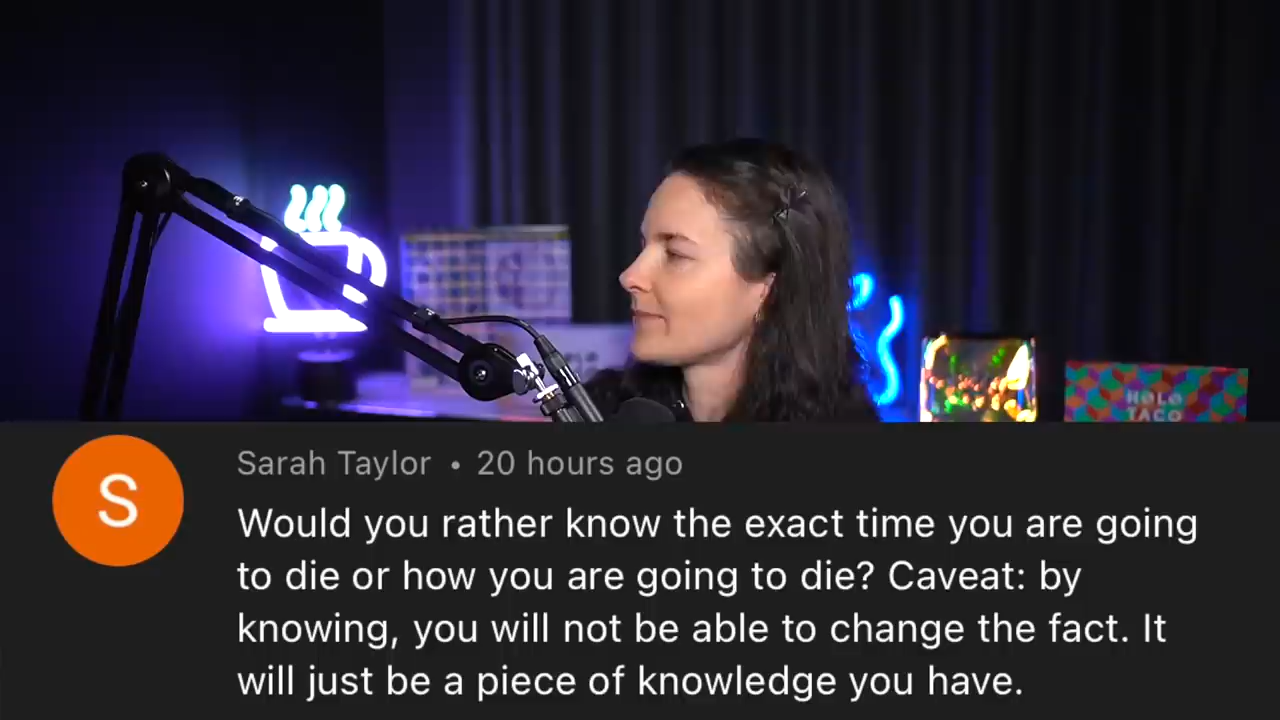 HOLO
TACO
Sarah Taylor • 20 hours ago
S
Would you rather know the exact time you are going
to die or how you are going to die? Caveat: by
knowing, you will not be able to change the fact. It
will just be a piece of knowledge you have.